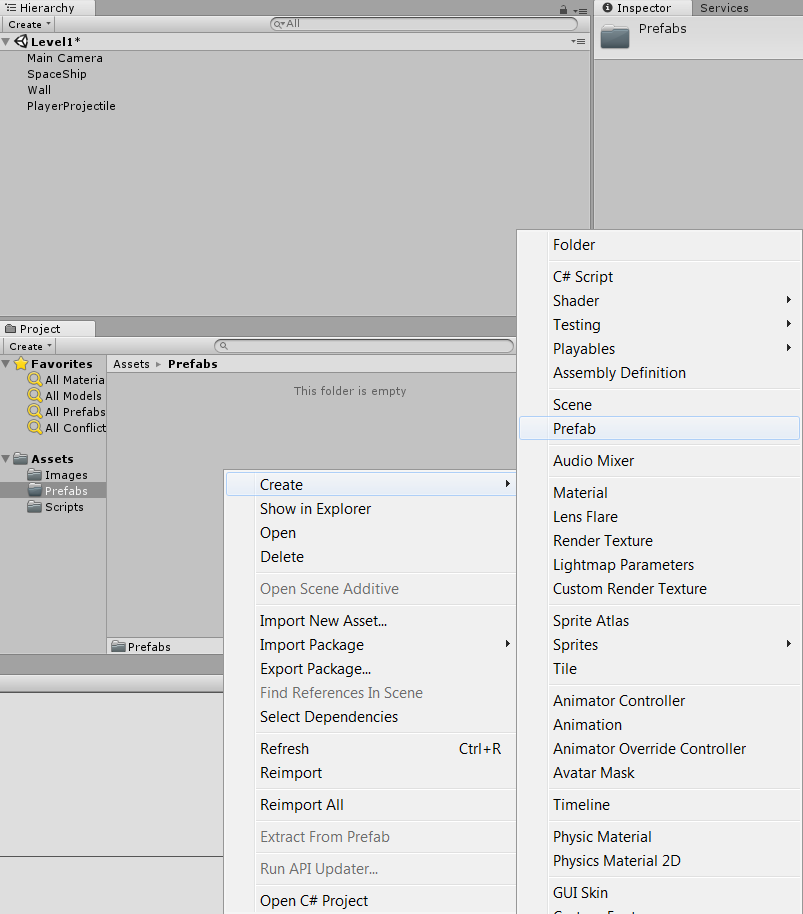 Hierarchy
Create
All
Level1*
Main Camera
SpaceShip
Wall
PlayerProjectile
Inspector
Services
Prefabs
Project
Create
Favorites
All Materia
All Models
All Prefabs
All Conflict
Assets
Images
Prefabs
Scripts
Assets ▸ Prefabs
This folder is empty
Prefabs
Create
Show in Explorer
Open
Delete
Open Scene Additive
Import New Asset...
Import Package
Export Package...
Find References In Scene
Select Dependencies
Refresh Ctrl+R
Reimport
Reimport All
Extract From Prefab
Run API Updater...
Open C# Project
Folder
C# Script
Shader
Testing
Playables
Assembly Definition
Scene
Prefab
Audio Mixer
Material
Lens Flare
Render Texture
Lightmap Parameters
Custom Render Texture
Sprite Atlas
Sprites
Tile
Animator Controller
Animation
Animator Override Controller
Avatar Mask
Timeline
Physic Material
Physics Material 2D
GUI Skin